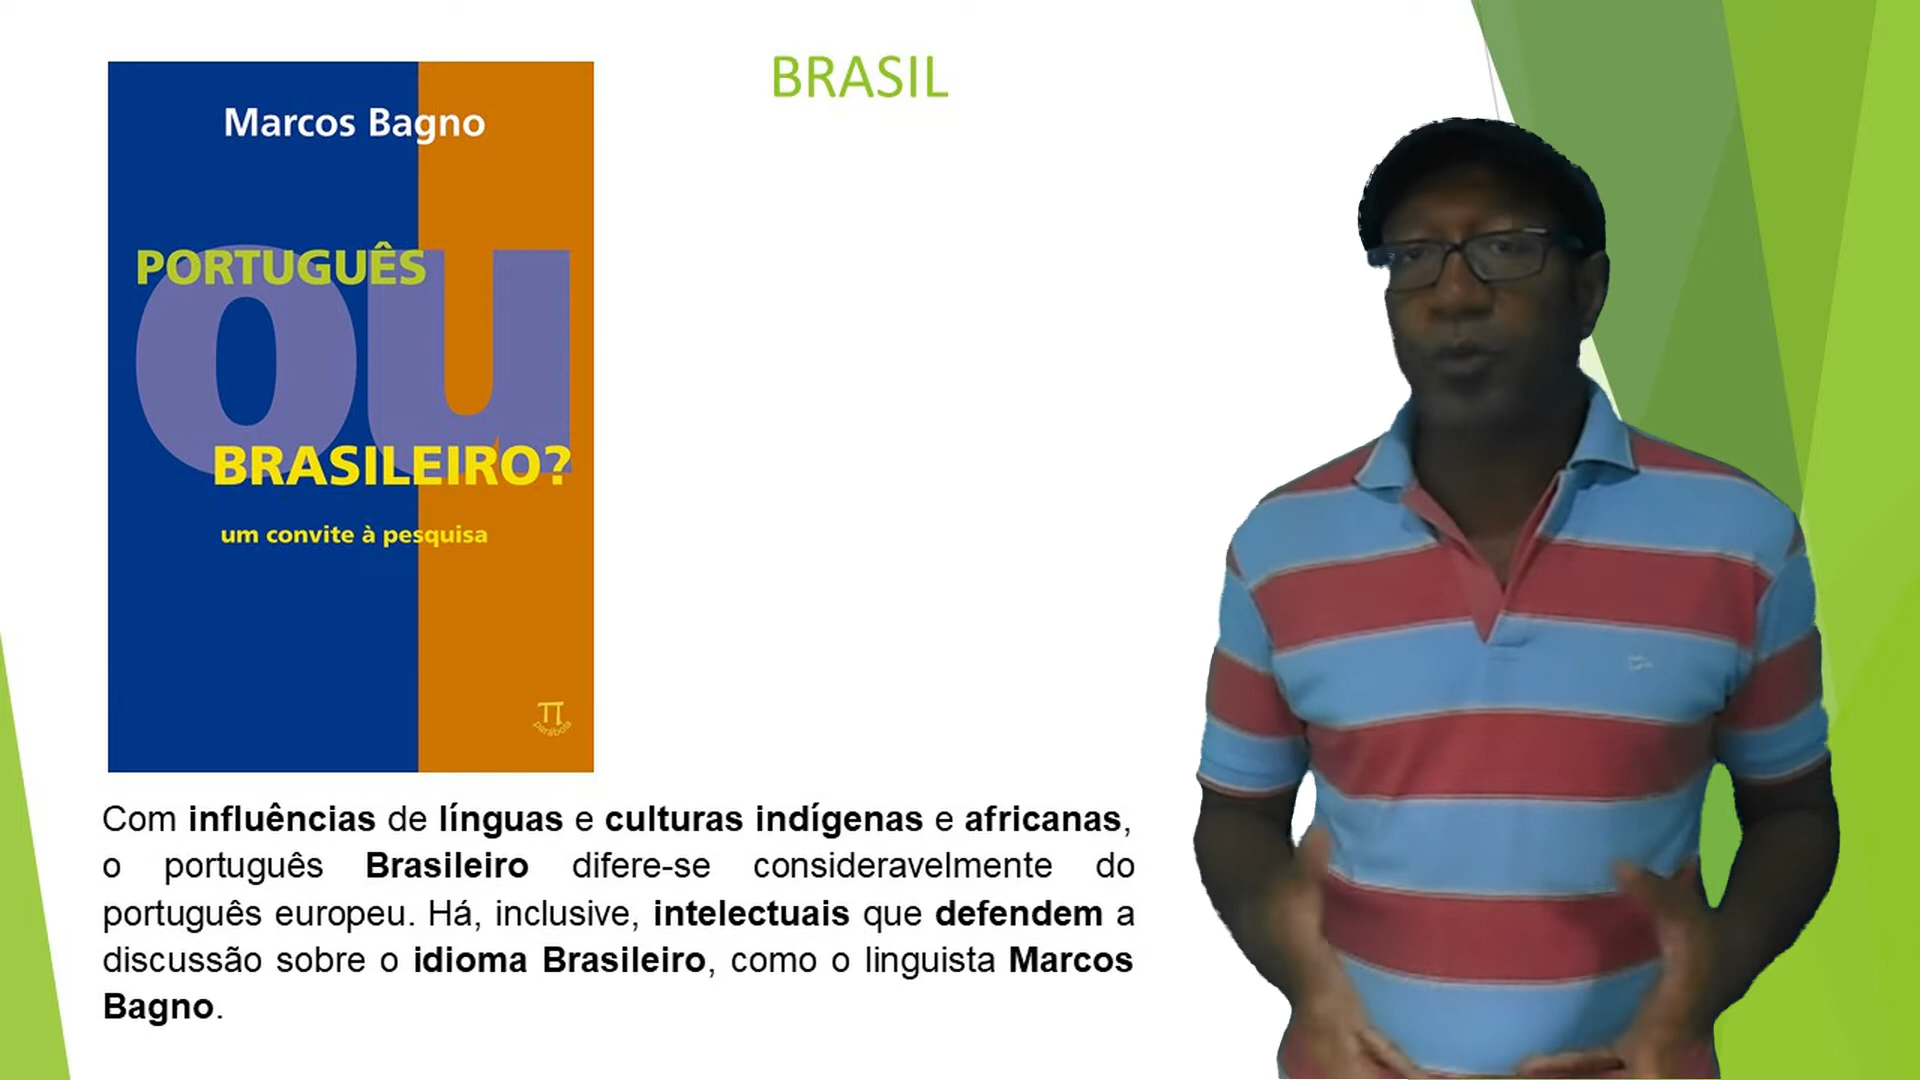 BRASIL
Marcos Bagno
PORTUGUÊS
ou
BRASILEIRO?
um convite à pesquisa
parábola
Com influências de línguas e culturas indígenas e africanas,
o português Brasileiro difere-se consideravelmente do
português europeu. Há, inclusive, intelectuais que defendem a
discussão sobre o idioma Brasileiro, como o linguista Marcos
Bagno.